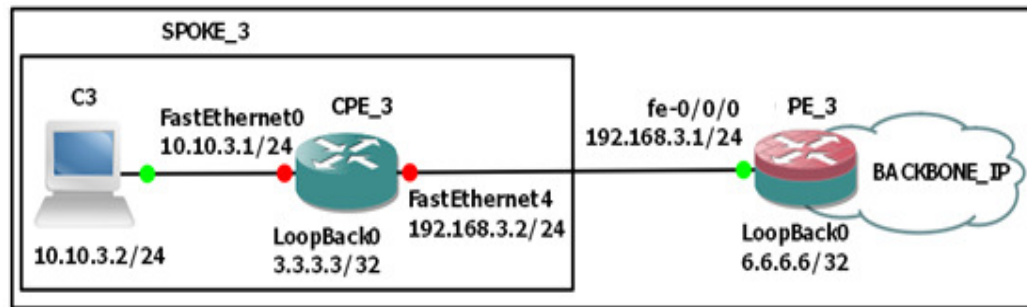 SPOKE_3
C3
FastEthernet0
10.10.3.1/24
CPE_3
fe-0/0/0
192.168.3.1/24
PE_3
BACKBONE_IP
10.10.3.2/24
LoopBack0
3.3.3.3/32
FastEthernet4
192.168.3.2/24
LoopBack0
6.6.6.6/32